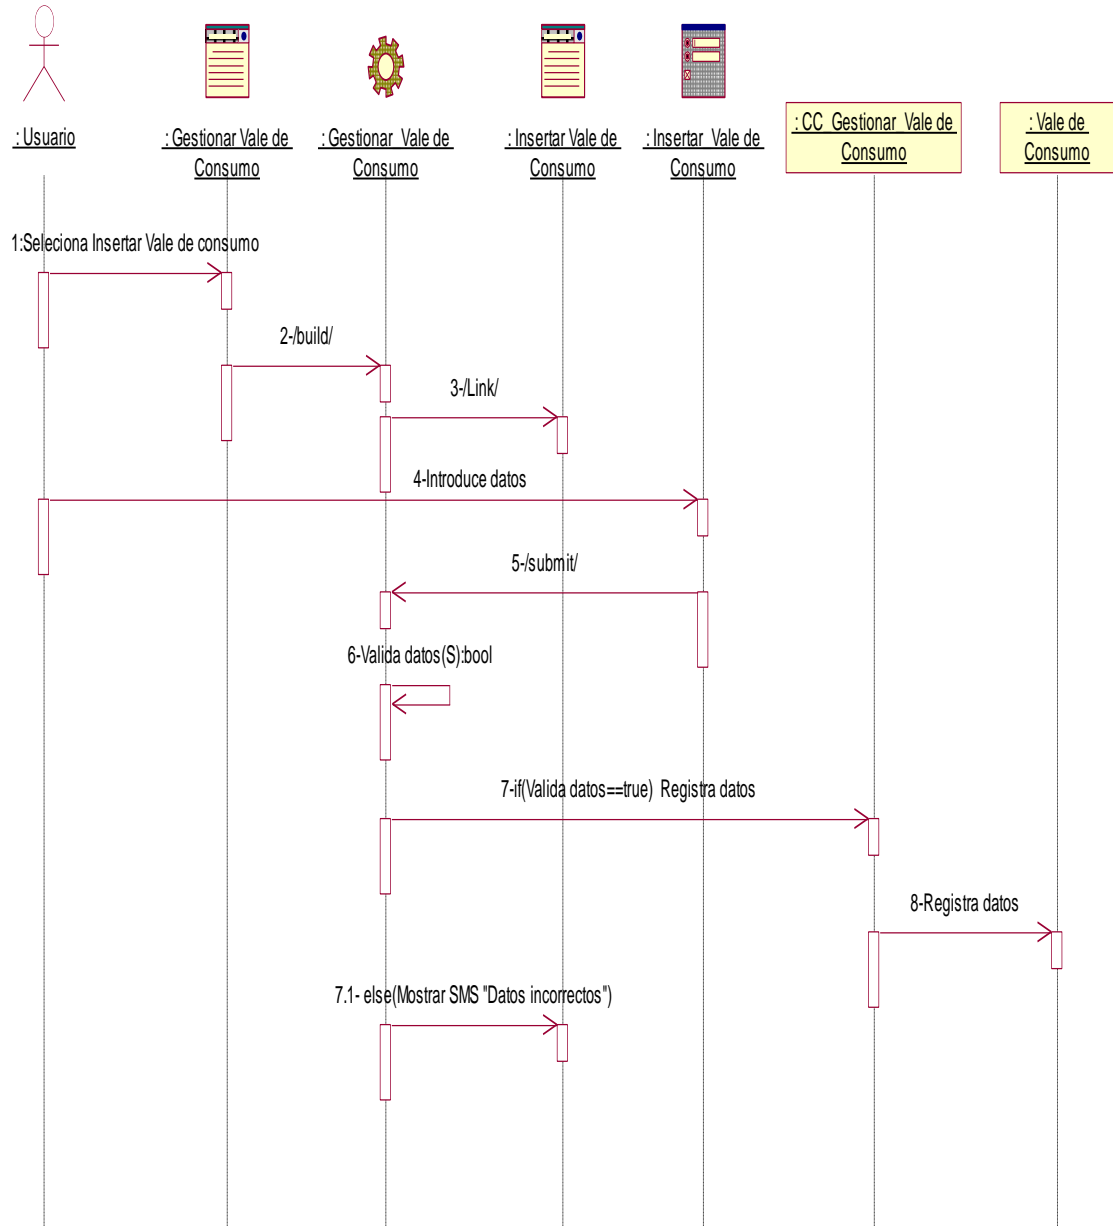 : Usuario
: Gestionar Vale de
Consumo
: Gestionar Vale de
Consumo
: Insertar Vale de
Consumo
: Insertar Vale de
Consumo
: CC_Gestionar Vale de
Consumo
: Vale de
Consumo
1:Seleciona Insertar Vale de consumo
2-/build/
3-/Link/
4-Introduce datos
5-/submit/
6-Valida datos(S):bool
7-if(Valida datos==true) Registra datos
8-Registra datos
7.1- else(Mostrar SMS "Datos incorrectos")